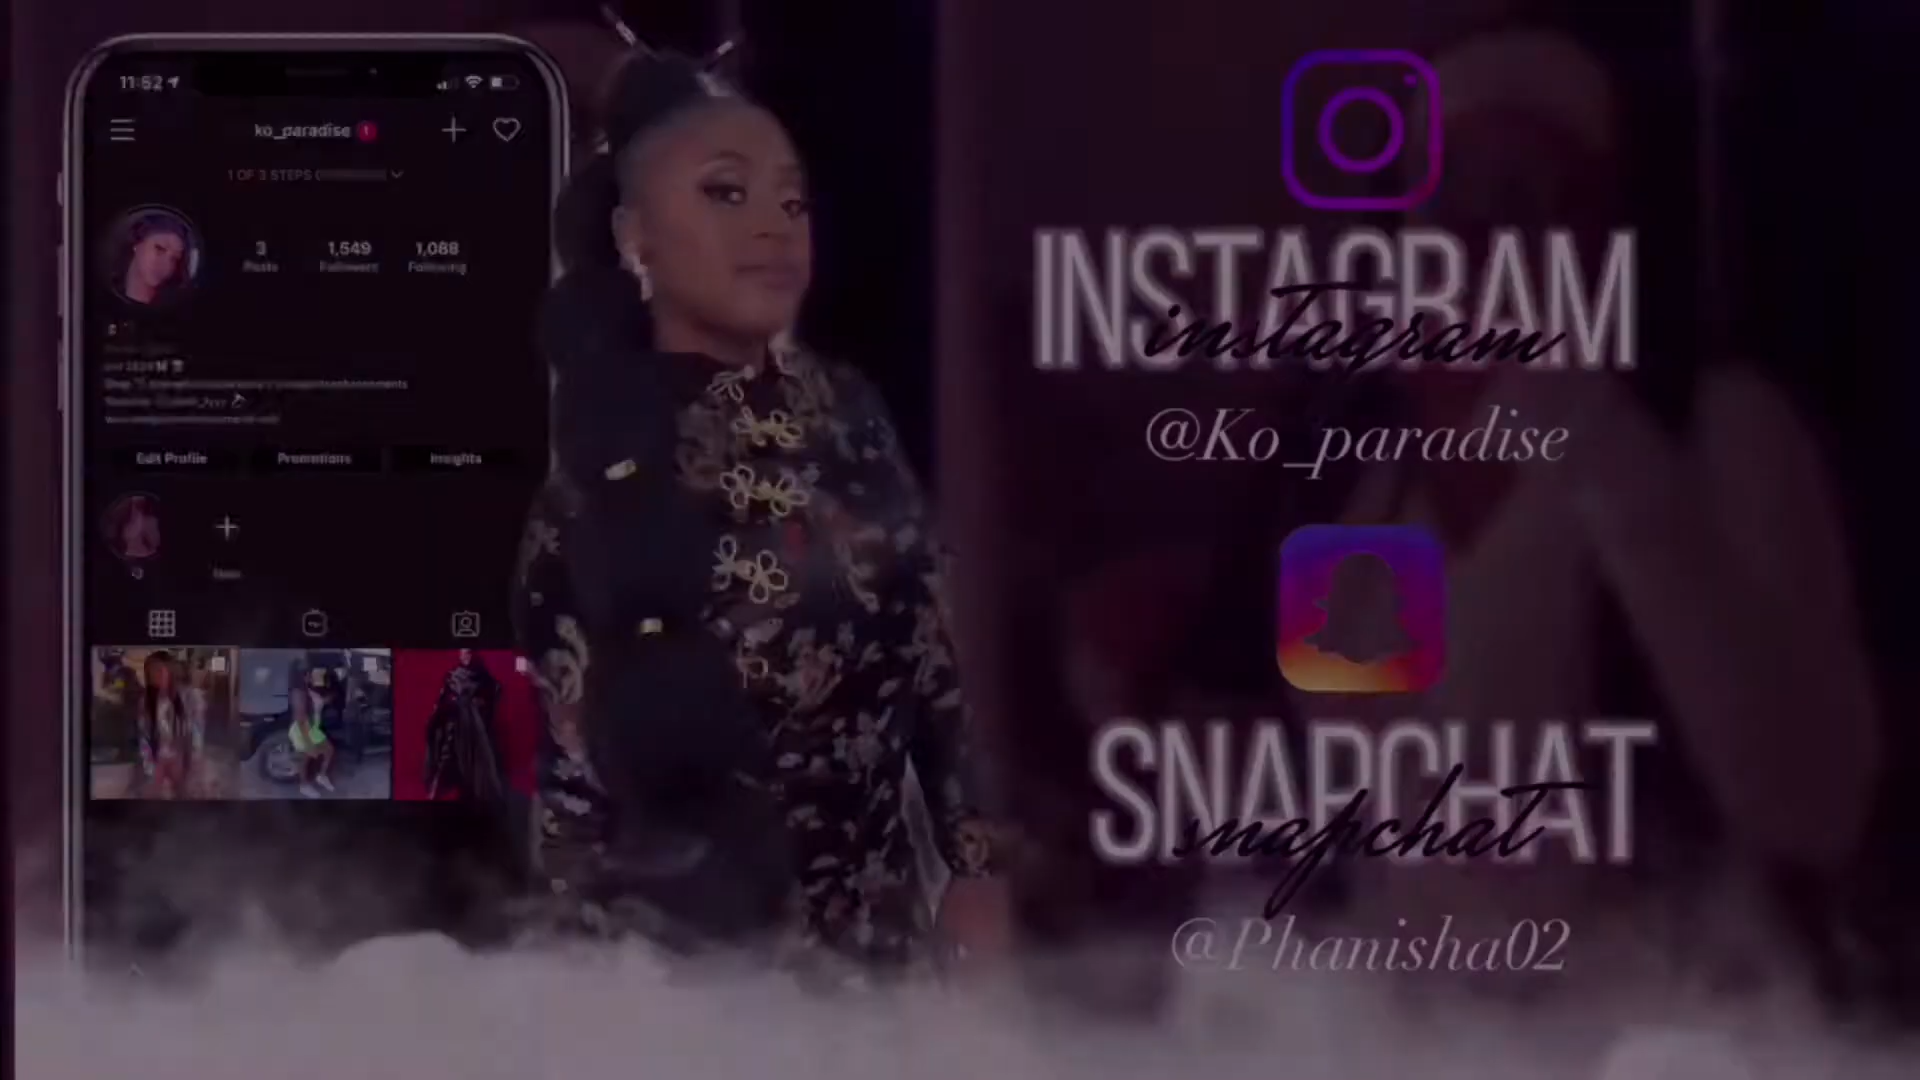 11:52
ko_paradise 1
1 OF 3 STEPS
3 1,549 1,088
Posts Followers Following
Edit Profile Promotions Insights
New
INSTAGRAM
instagram
@Ko_paradise
SNAPCHAT
snapchat
@Phanisha02